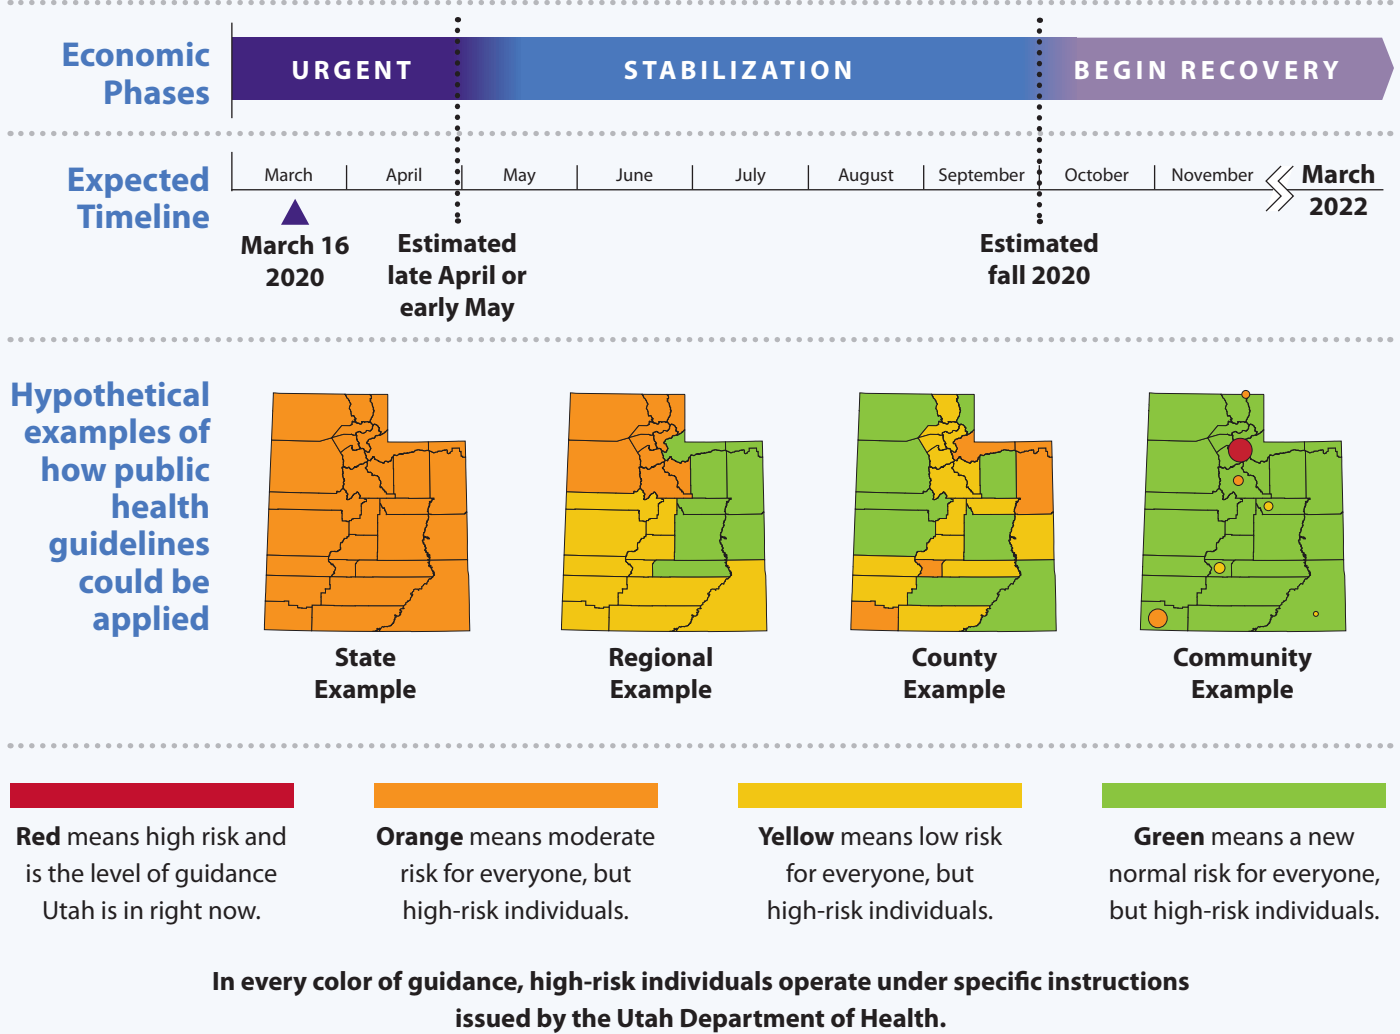 Economic
Phases
URGENT
STABILIZATION
BEGIN RECOVERY
Expected
Timeline
March
April
May
June
July
August
September
October
November
March
2022
March 16
2020
Estimated
late April or
early May
Estimated
fall 2020
Hypothetical
examples of
how public
health
guidelines
could be
applied
State
Example
Regional
Example
County
Example
Community
Example
Red means high risk and
is the level of guidance
Utah is in right now.
Orange means moderate
risk for everyone, but
high-risk individuals.
Yellow means low risk
for everyone, but
high-risk individuals.
Green means a new
normal risk for everyone,
but high-risk individuals.
In every color of guidance, high-risk individuals operate under specific instructions
issued by the Utah Department of Health.